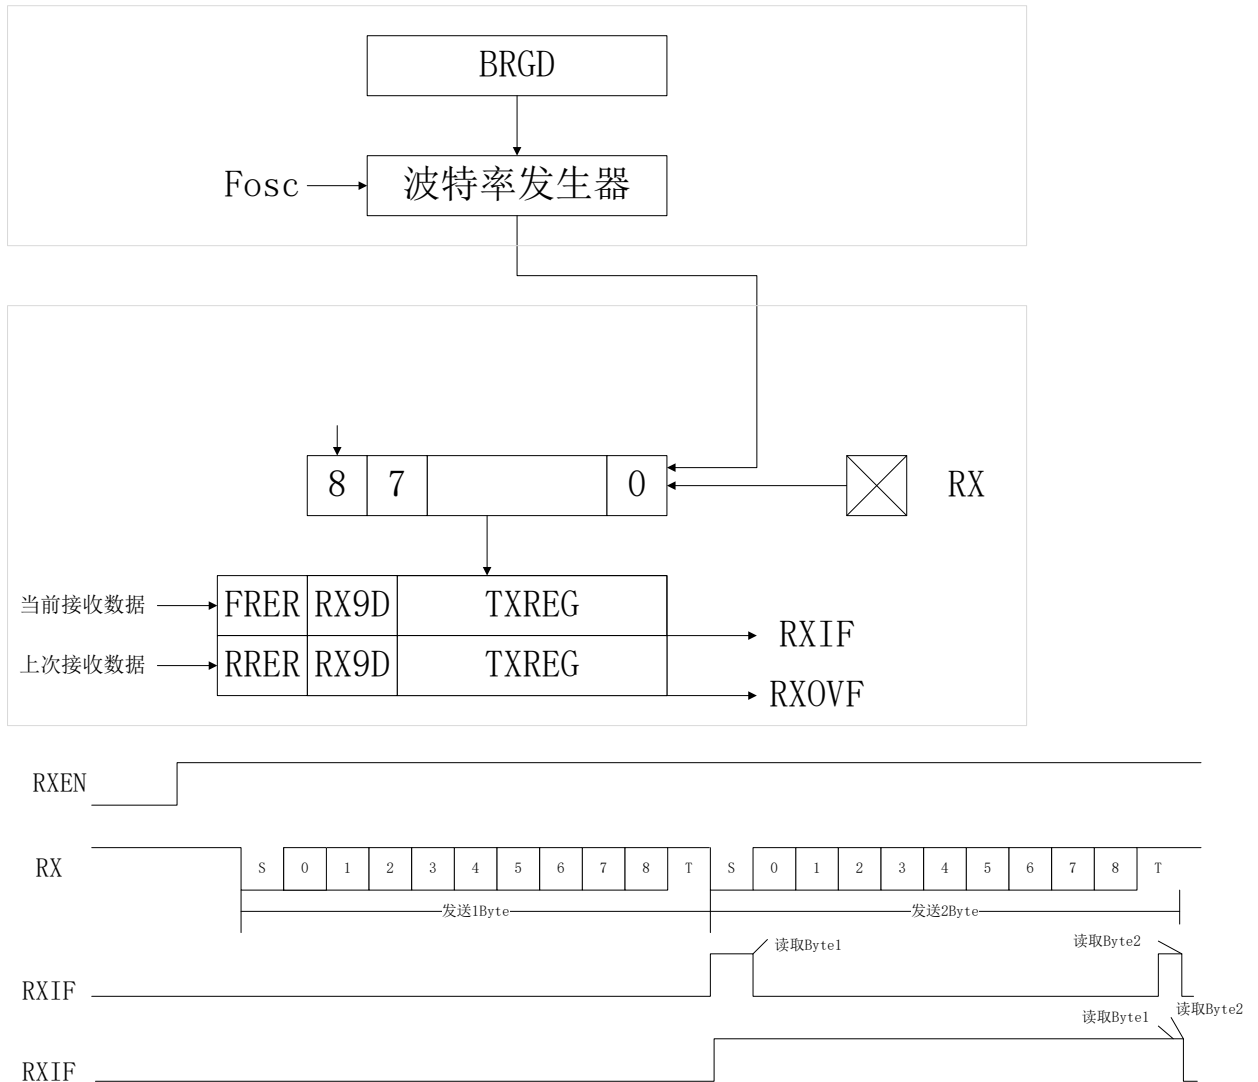 BRGD
Fosc 波特率发生器
8 7 0 RX
当前接收数据 FRER RX9D TXREG
RXIF
上次接收数据 RRER RX9D TXREG
RXOVF
RXEN
RX S 0 1 2 3 4 5 6 7 8 T S 0 1 2 3 4 5 6 7 8 T
发送1Byte 发送2Byte
读取Byte1 读取Byte2
RXIF
读取Byte1 读取Byte2
RXIF